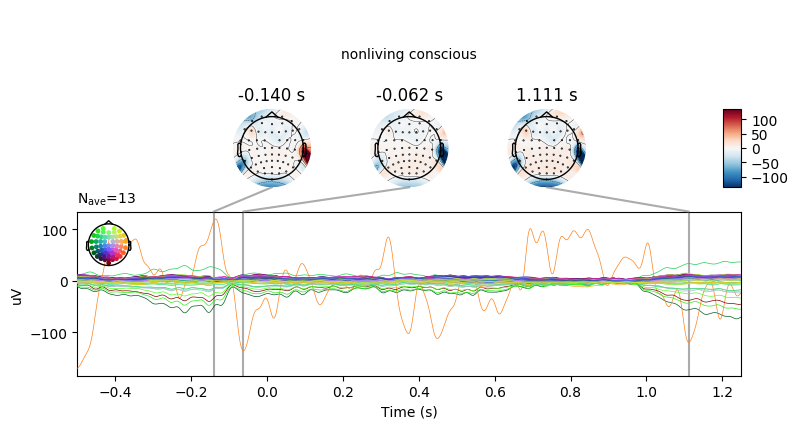 nonliving conscious
-0.140 s -0.062 s 1.111 s
100
50
0
−50
−100
Nave=13
100
0
−100
uV
−0.4 −0.2 0.0 0.2 0.4 0.6 0.8 1.0 1.2
Time (s)